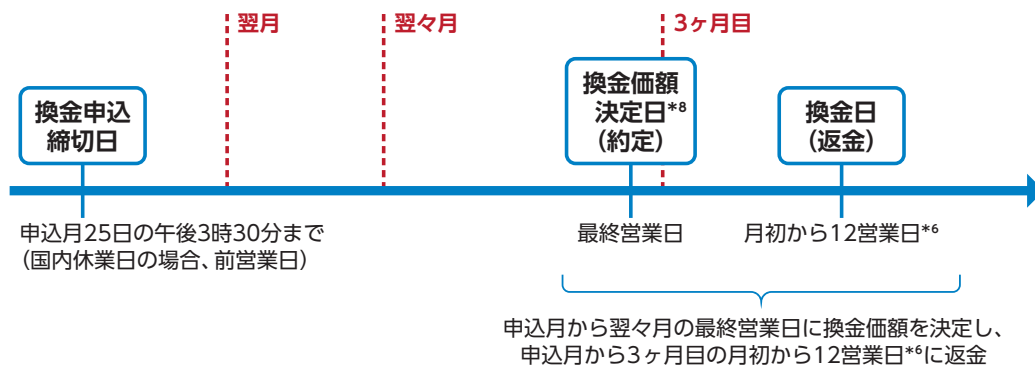 翌月
翌々月
3ヶ月目
換金申込
締切日
換金価額
決定日*8
(約定)
換金日
(返金)
申込月25日の午後3時30分まで
(国内休業日の場合、前営業日)
最終営業日
月初から12営業日*6
申込月から翌々月の最終営業日に換金価額を決定し、
申込月から3ヶ月目の月初から12営業日*6に返金